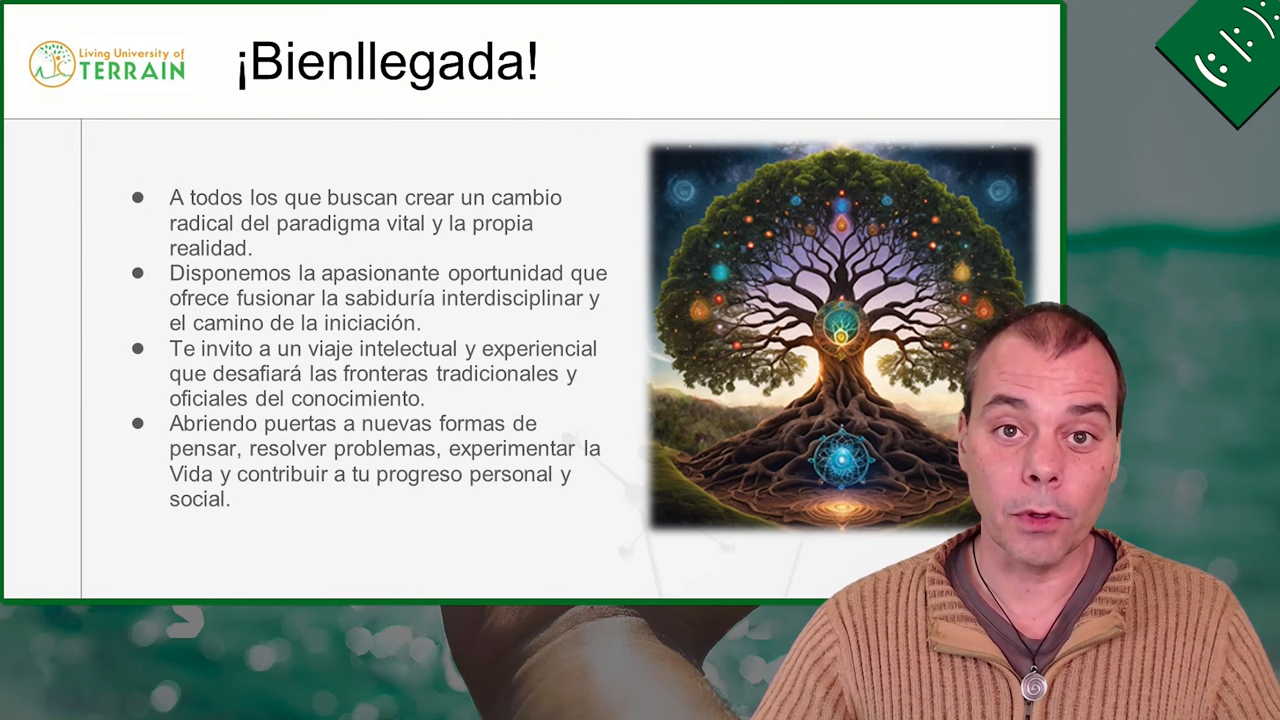 Living University of
TERRAIN
¡Bienllegada!
● A todos los que buscan crear un cambio
radical del paradigma vital y la propia
realidad.
● Disponemos la apasionante oportunidad que
ofrece fusionar la sabiduría interdisciplinar y
el camino de la iniciación.
● Te invito a un viaje intelectual y experiencial
que desafiará las fronteras tradicionales y
oficiales del conocimiento.
● Abriendo puertas a nuevas formas de
pensar, resolver problemas, experimentar la
Vida y contribuir a tu progreso personal y
social.